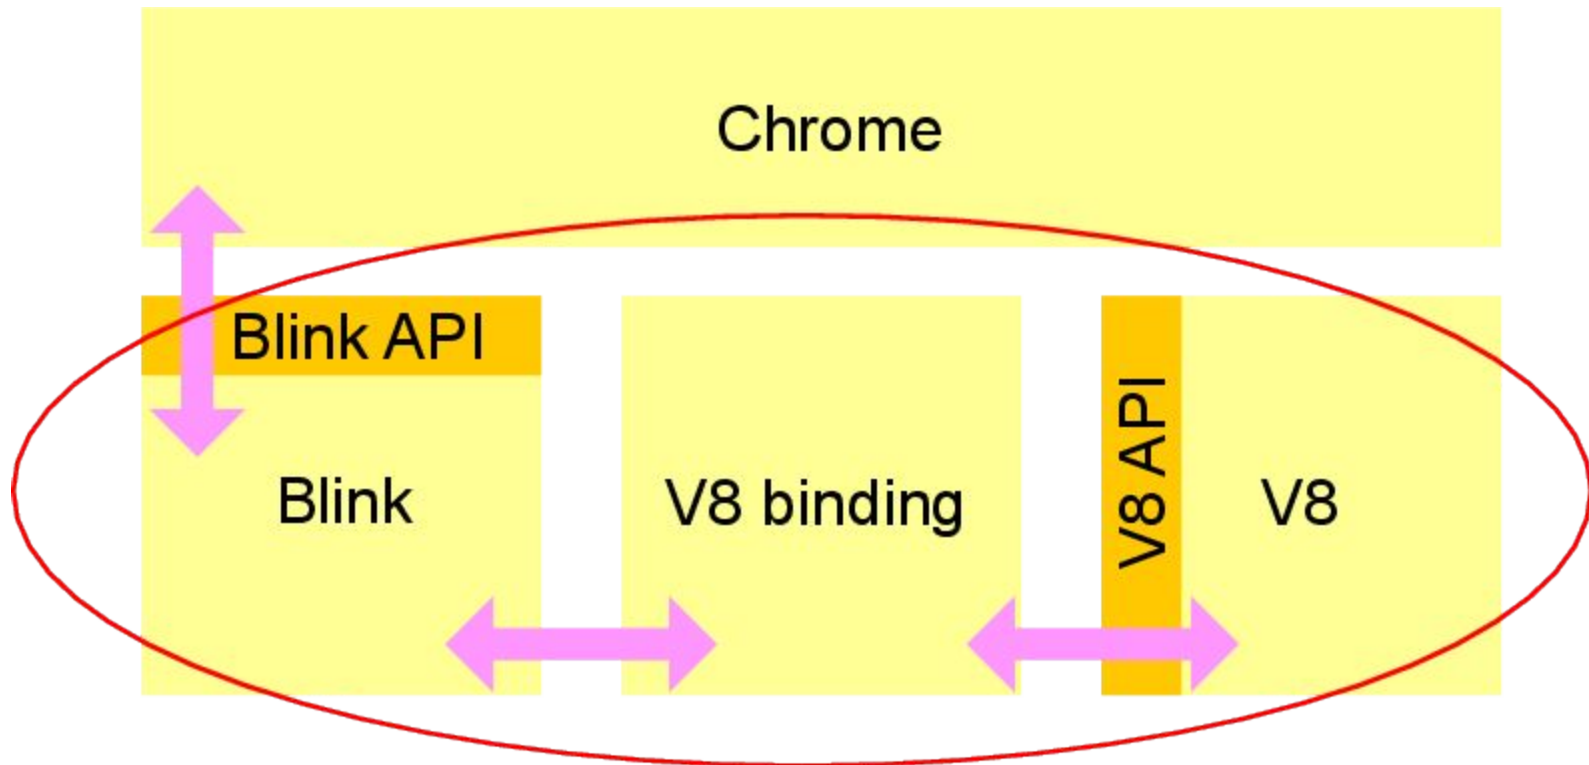 Chrome
Blink API
Blink
V8 binding
V8 API
V8